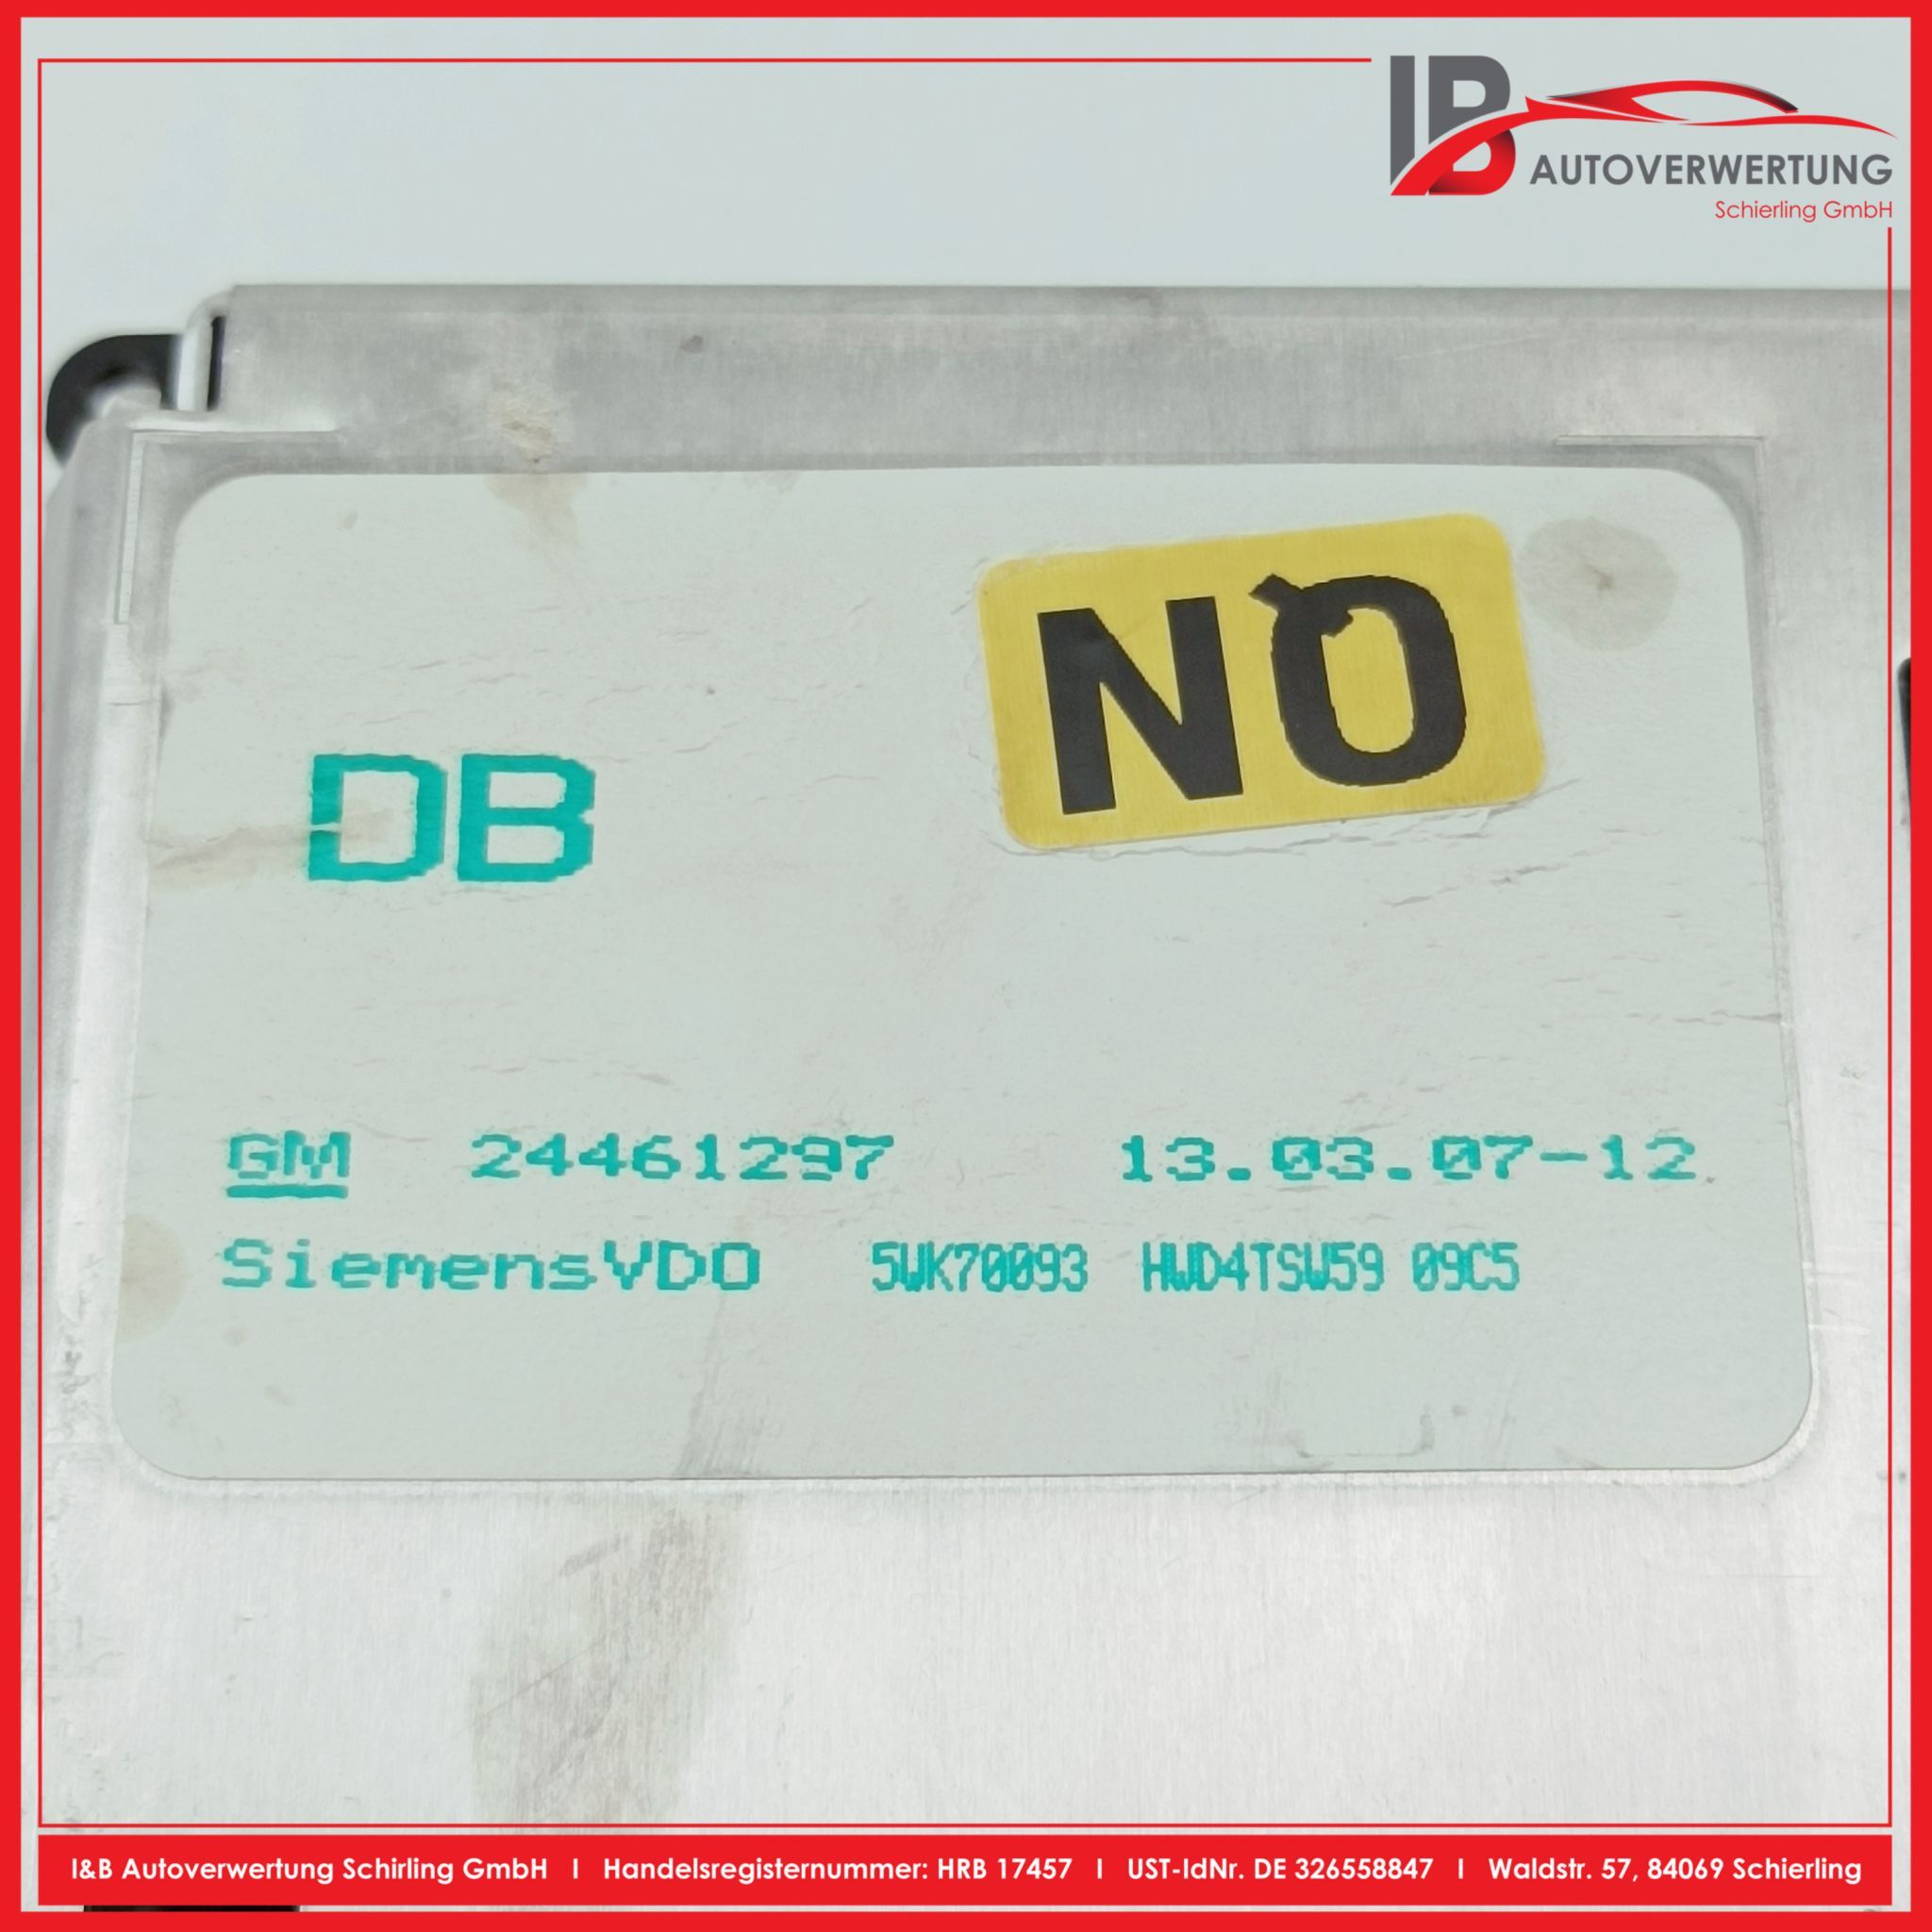 IB
AUTOVERWERTUNG
Schierling GmbH
NO
DB
GM 24461297 13.03.07-12
SiemensVDO 5WK70093 HWD4TSW59 09C5
I&B Autoverwertung Schirling GmbH I Handelsregisternummer: HRB 17457 I UST-IdNr. DE 326558847 I Waldstr. 57, 84069 Schierling